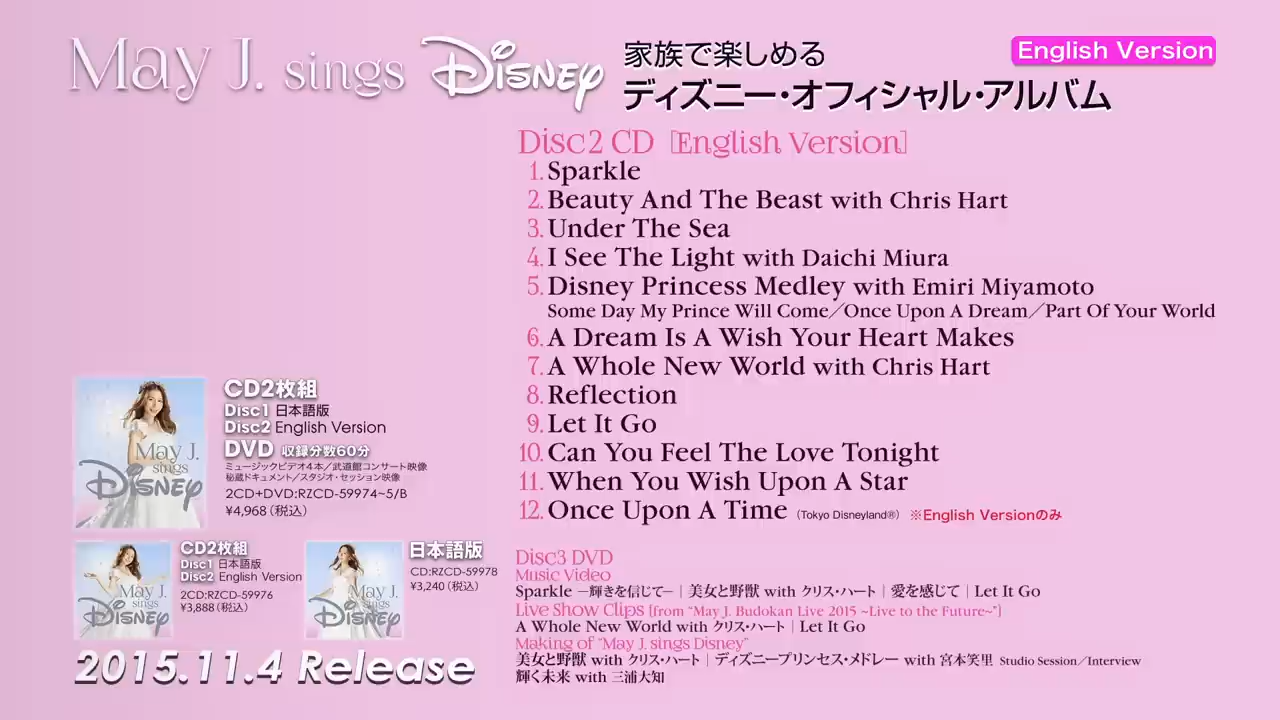 May J. sings Disney
家族で楽しめる
ディズニー・オフィシャル・アルバム
English Version
Disc2 CD [English Version]
1. Sparkle
2. Beauty And The Beast with Chris Hart
3. Under The Sea
4. I See The Light with Daichi Miura
5. Disney Princess Medley with Emiri Miyamoto
Some Day My Prince Will Come／Once Upon A Dream／Part Of Your World
6. A Dream Is A Wish Your Heart Makes
7. A Whole New World with Chris Hart
8. Reflection
9. Let It Go
10. Can You Feel The Love Tonight
11. When You Wish Upon A Star
12. Once Upon A Time （Tokyo Disneyland®） ※English Versionのみ
Disc3 DVD
Music Video
Sparkle —輝きを信じて— | 美女と野獣 with クリス・ハート | 愛を感じて | Let It Go
Live Show Clips [from “May J. Budokan Live 2015 ~Live to the Future~”]
A Whole New World with クリス・ハート | Let It Go
Making of “May J. sings Disney”
美女と野獣 with クリス・ハート | ディズニープリンセス・メドレー with 宮本笑里 Studio Session／Interview
輝く未来 with 三浦大知
May J.
sings
Disney
CD2枚組
Disc1 日本語版
Disc2 English Version
DVD 収録分数60分
ミュージックビデオ4本／武道館コンサート映像
秘蔵ドキュメント／スタジオ・セッション映像
2CD+DVD:RZCD-59974~5/B
¥4,968（税込）
May J.
sings
Disney
CD2枚組
Disc1 日本語版
Disc2 English Version
2CD:RZCD-59976
¥3,888（税込）
May J.
sings
Disney
日本語版
CD:RZCD-59978
¥3,240（税込）
2015.11.4 Release